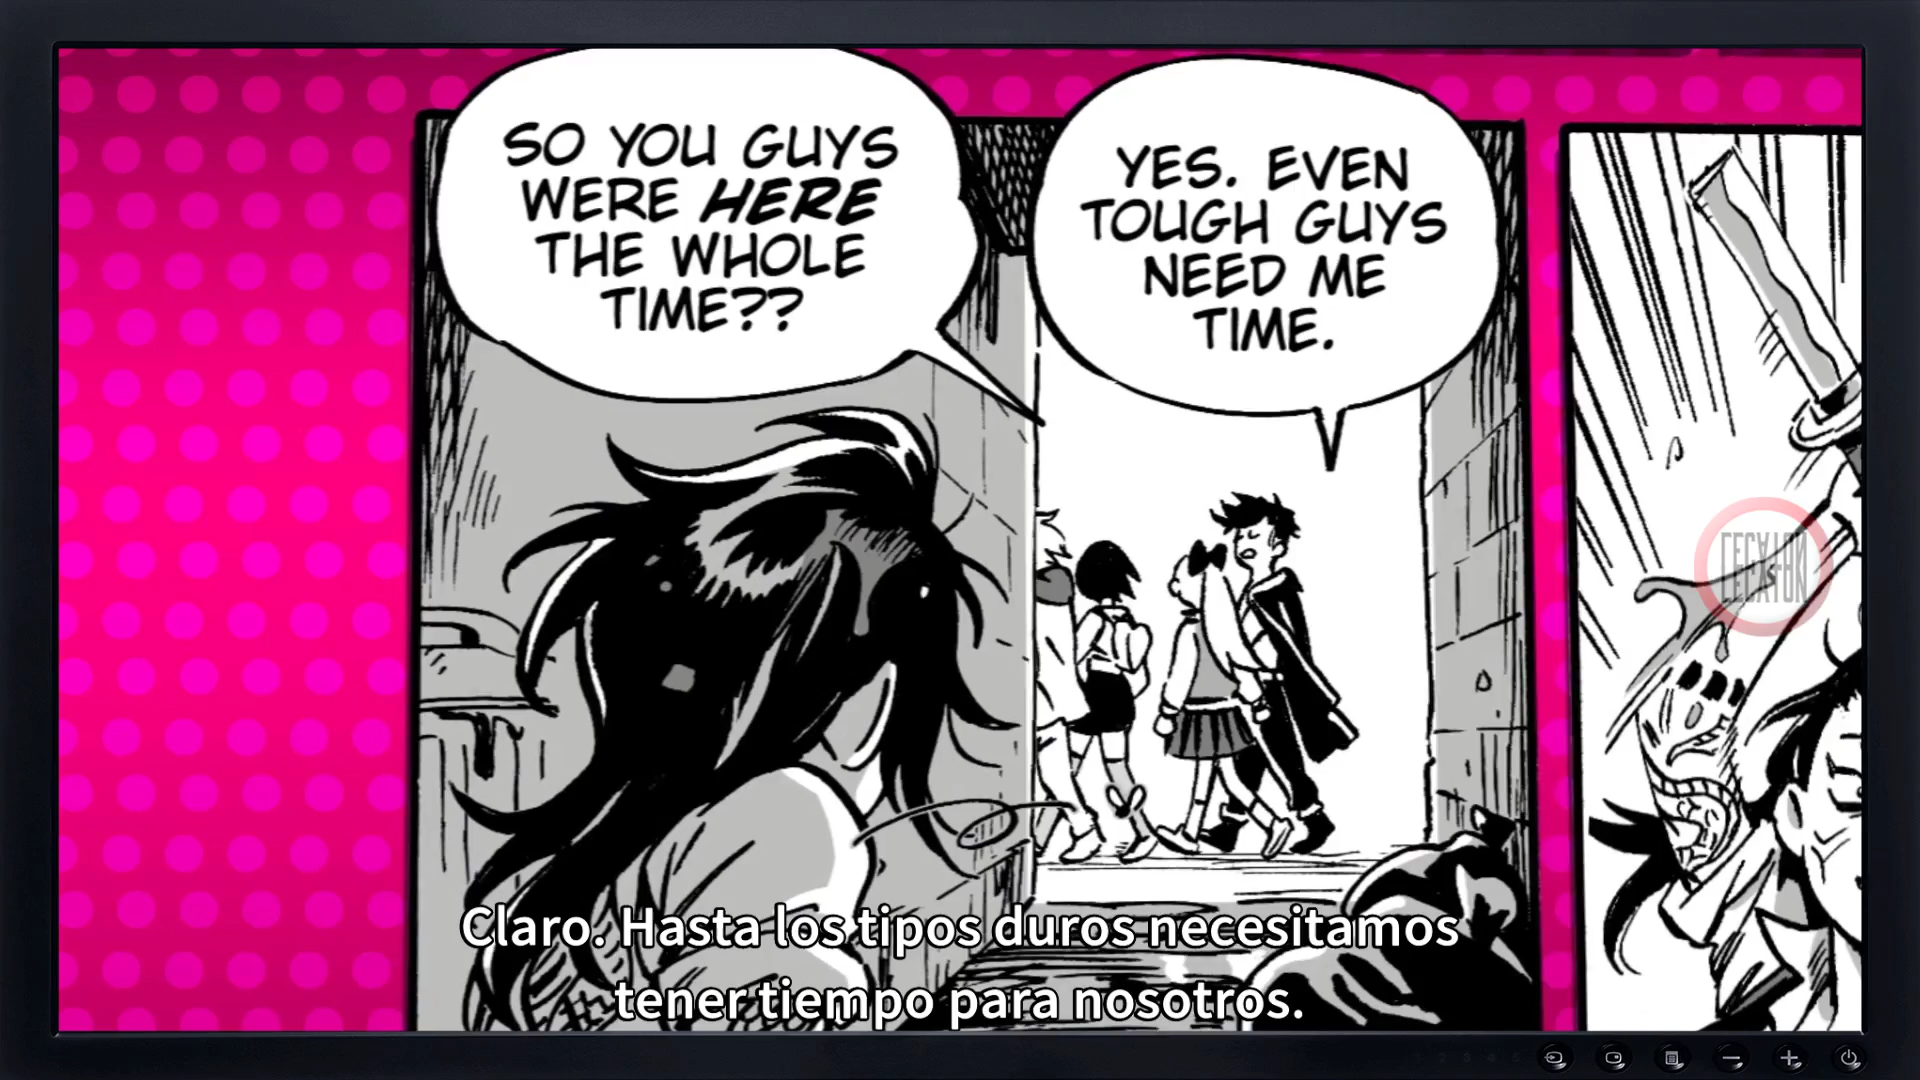 SO YOU GUYS
WERE HERE
THE WHOLE
TIME??
YES. EVEN
TOUGH GUYS
NEED ME
TIME.
Claro. Hasta los tipos duros necesitamos
tener tiempo para nosotros.